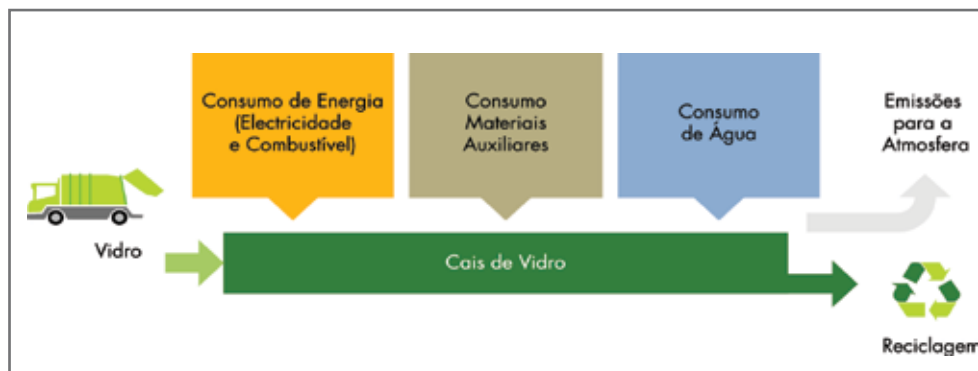 Consumo de Energia
(Electricidade
e Combustível)
Consumo
Materiais
Auxiliares
Consumo
de Água
Emissões
para a
Atmosfera
Vidro
Cais de Vidro
Reciclagem